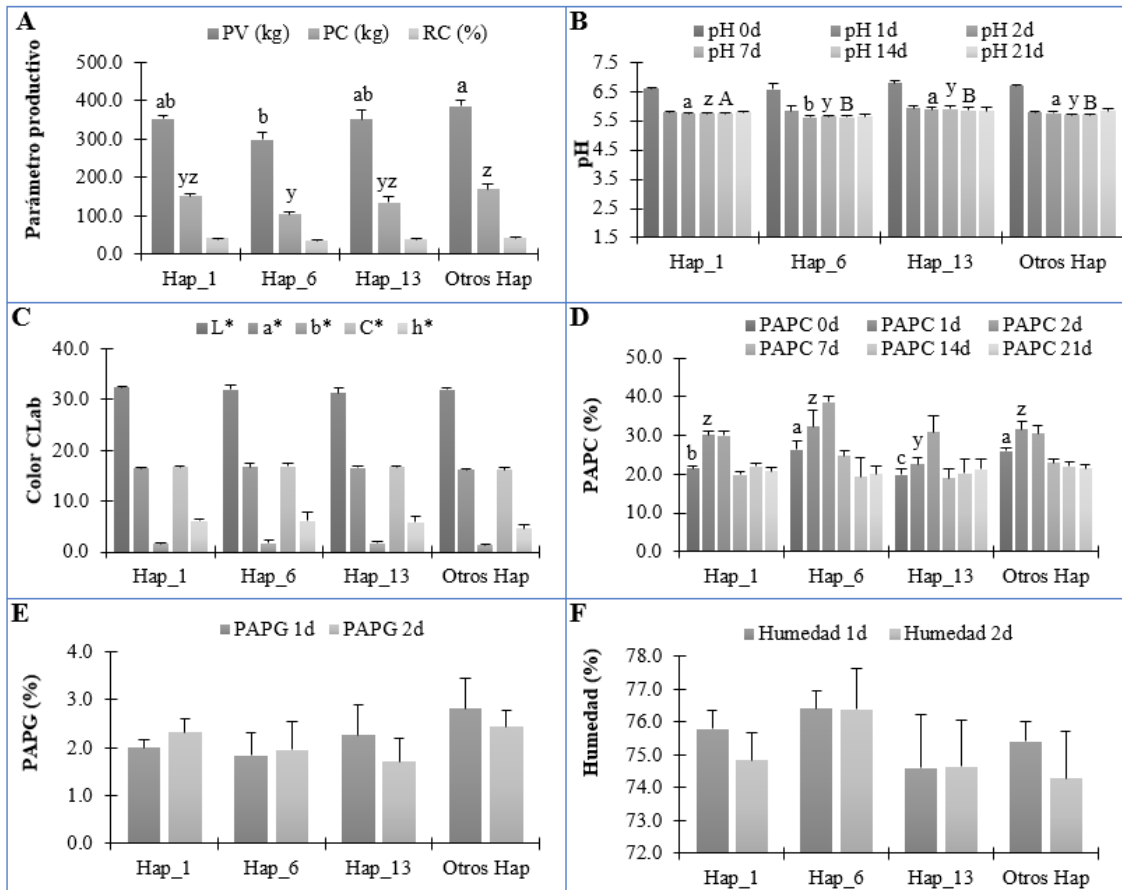 A
PV (kg) PC (kg) RC (%)
Parámetro productivo
500.0
400.0
300.0
200.0
100.0
0.0
ab yz b y ab yz a z
Hap_1 Hap_6 Hap_13 Otros Hap
B
pH 0d pH 1d pH 2d
pH 7d pH 14d pH 21d
pH
7.5
6.5
5.5
4.5
3.5
2.5
1.5
a z A b y B a y B a y B
Hap_1 Hap_6 Hap_13 Otros Hap
C
L* a* b* C* h*
Color CLab
40.0
30.0
20.0
10.0
0.0
Hap_1 Hap_6 Hap_13 Otros Hap
D
PAPC 0d PAPC 1d PAPC 2d
PAPC 7d PAPC 14d PAPC 21d
PAPC (%)
50.0
40.0
30.0
20.0
10.0
0.0
b z a z c y a z
Hap_1 Hap_6 Hap_13 Otros Hap
E
PAPG 1d PAPG 2d
PAPG (%)
4.0
3.0
2.0
1.0
0.0
Hap_1 Hap_6 Hap_13 Otros Hap
F
Humedad 1d Humedad 2d
Humedad (%)
78.0
77.0
76.0
75.0
74.0
73.0
72.0
Hap_1 Hap_6 Hap_13 Otros Hap